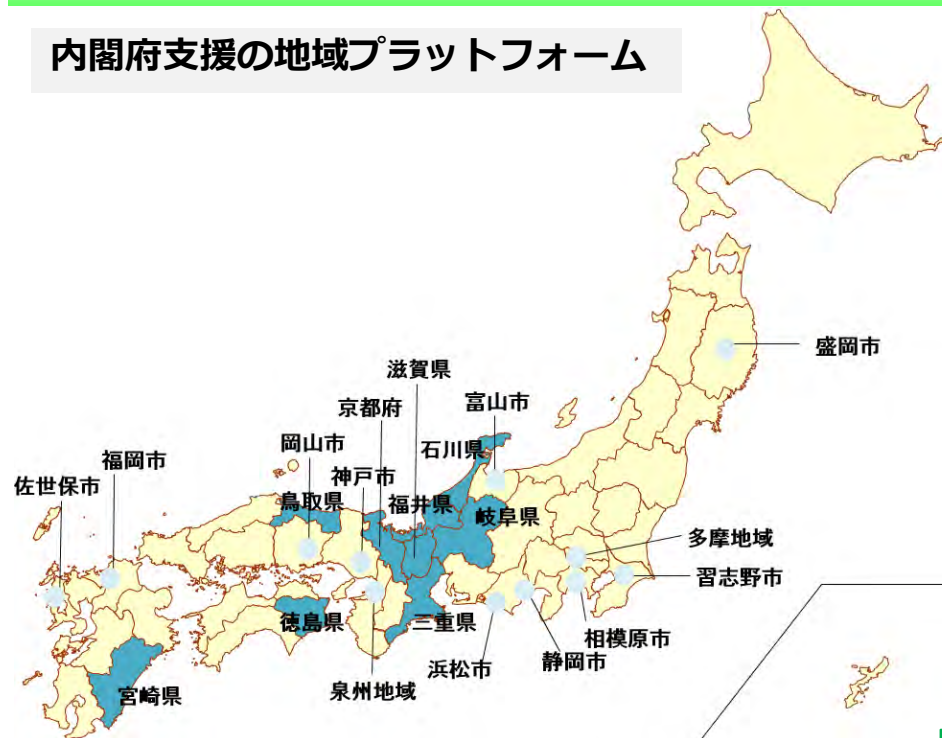 内閣府支援の地域プラットフォーム
盛岡市
滋賀県
京都府
富山市
岡山市
石川県
福岡市
神戸市
佐世保市
鳥取県
福井県
岐阜県
多摩地域
習志野市
徳島県
三重県
相模原市
静岡市
浜松市
泉州地域
宮崎県